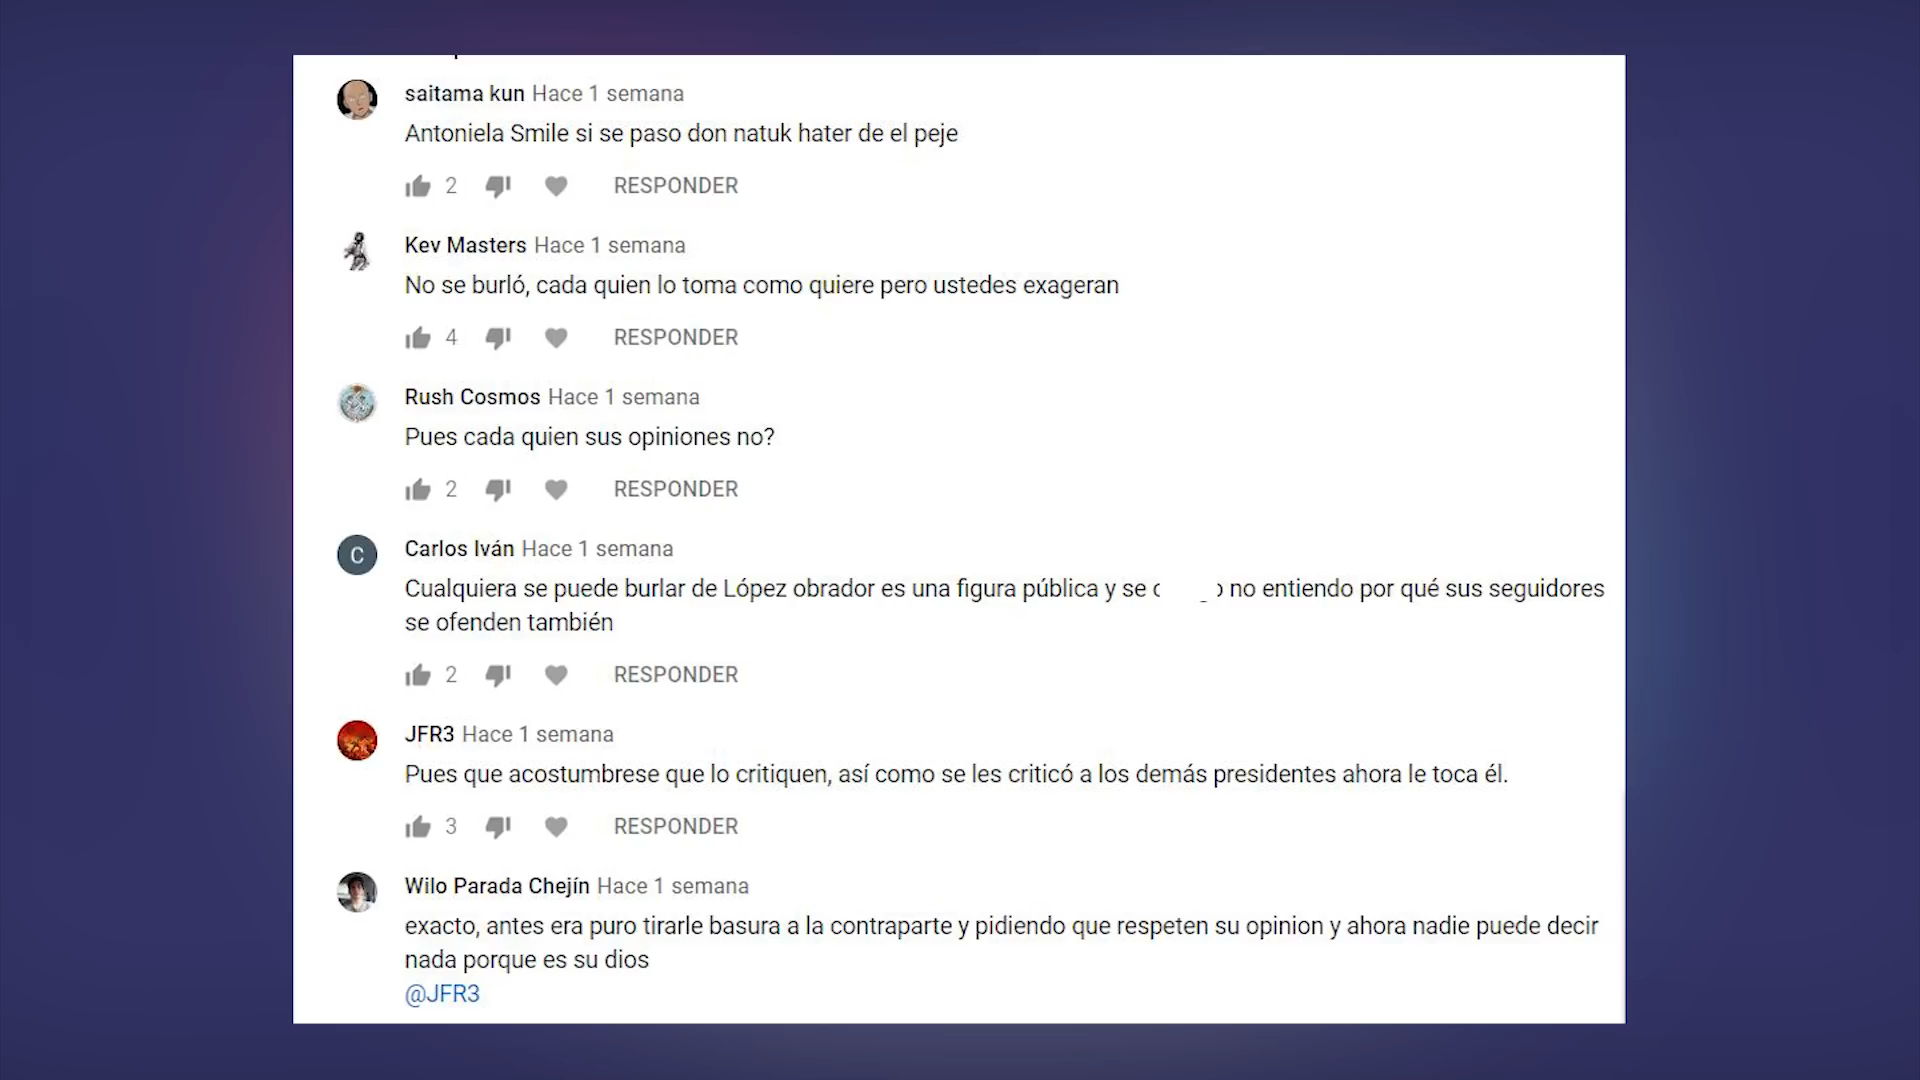 saitama kun Hace 1 semana
Antoniela Smile si se paso don natuk hater de el peje
2 RESPONDER
Kev Masters Hace 1 semana
No se burló, cada quien lo toma como quiere pero ustedes exageran
4 RESPONDER
Rush Cosmos Hace 1 semana
Pues cada quien sus opiniones no?
2 RESPONDER
C
Carlos Iván Hace 1 semana
Cualquiera se puede burlar de López obrador es una figura pública y se no entiendo por qué sus seguidores
se ofenden también
2 RESPONDER
JFR3 Hace 1 semana
Pues que acostumbrese que lo critiquen, así como se les criticó a los demás presidentes ahora le toca él.
3 RESPONDER
Wilo Parada Chejín Hace 1 semana
exacto, antes era puro tirarle basura a la contraparte y pidiendo que respeten su opinion y ahora nadie puede decir
nada porque es su dios
@JFR3